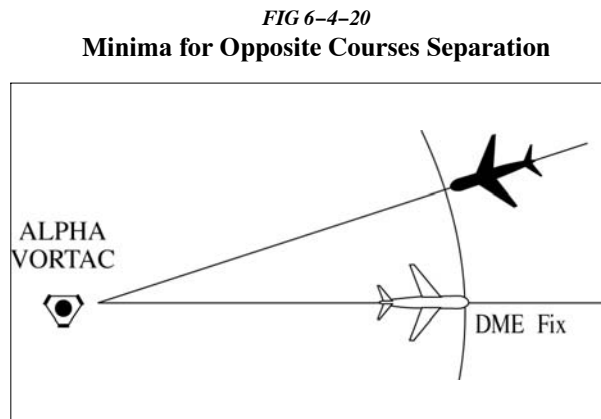 FIG 6–4–20
Minima for Opposite Courses Separation
ALPHA
VORTAC
DME Fix